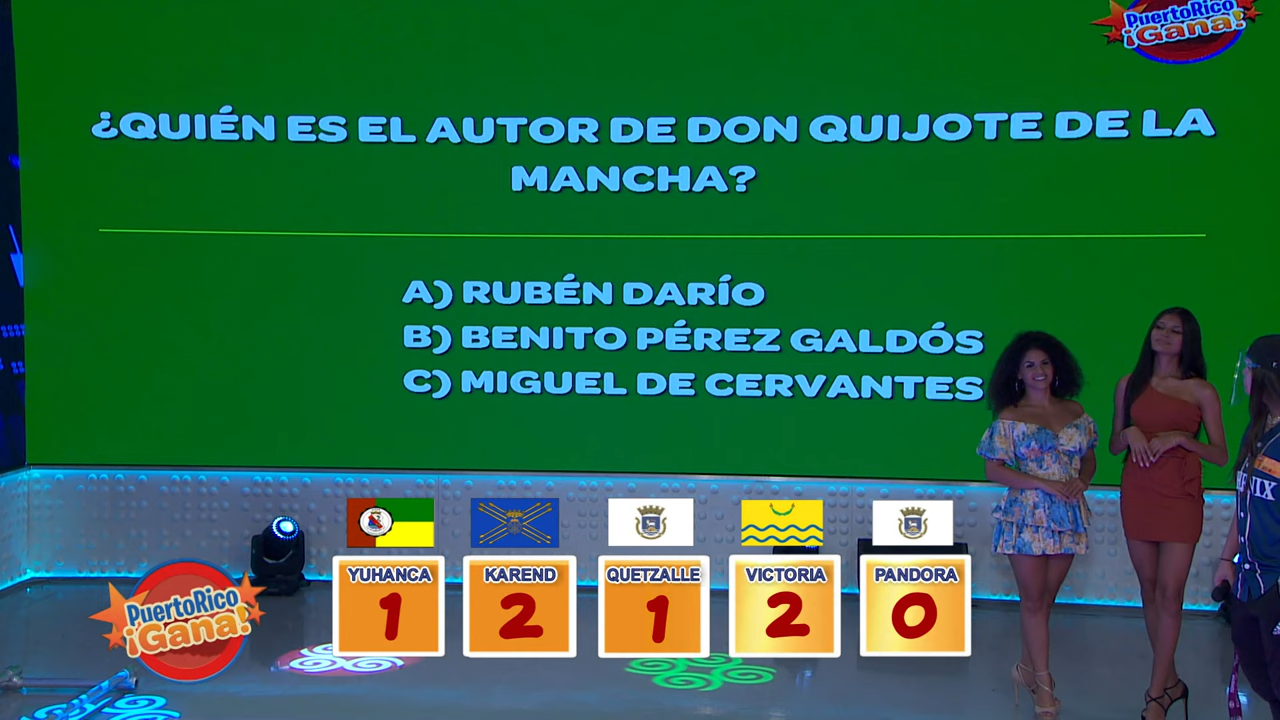 PuertoRico
¡Gana!
¿QUIÉN ES EL AUTOR DE DON QUIJOTE DE LA
MANCHA?
A) RUBÉN DARÍO
B) BENITO PÉREZ GALDÓS
C) MIGUEL DE CERVANTES
YUHANCA KAREND QUETZALLE VICTORIA PANDORA
1 2 1 2 0
PuertoRico
¡Gana!